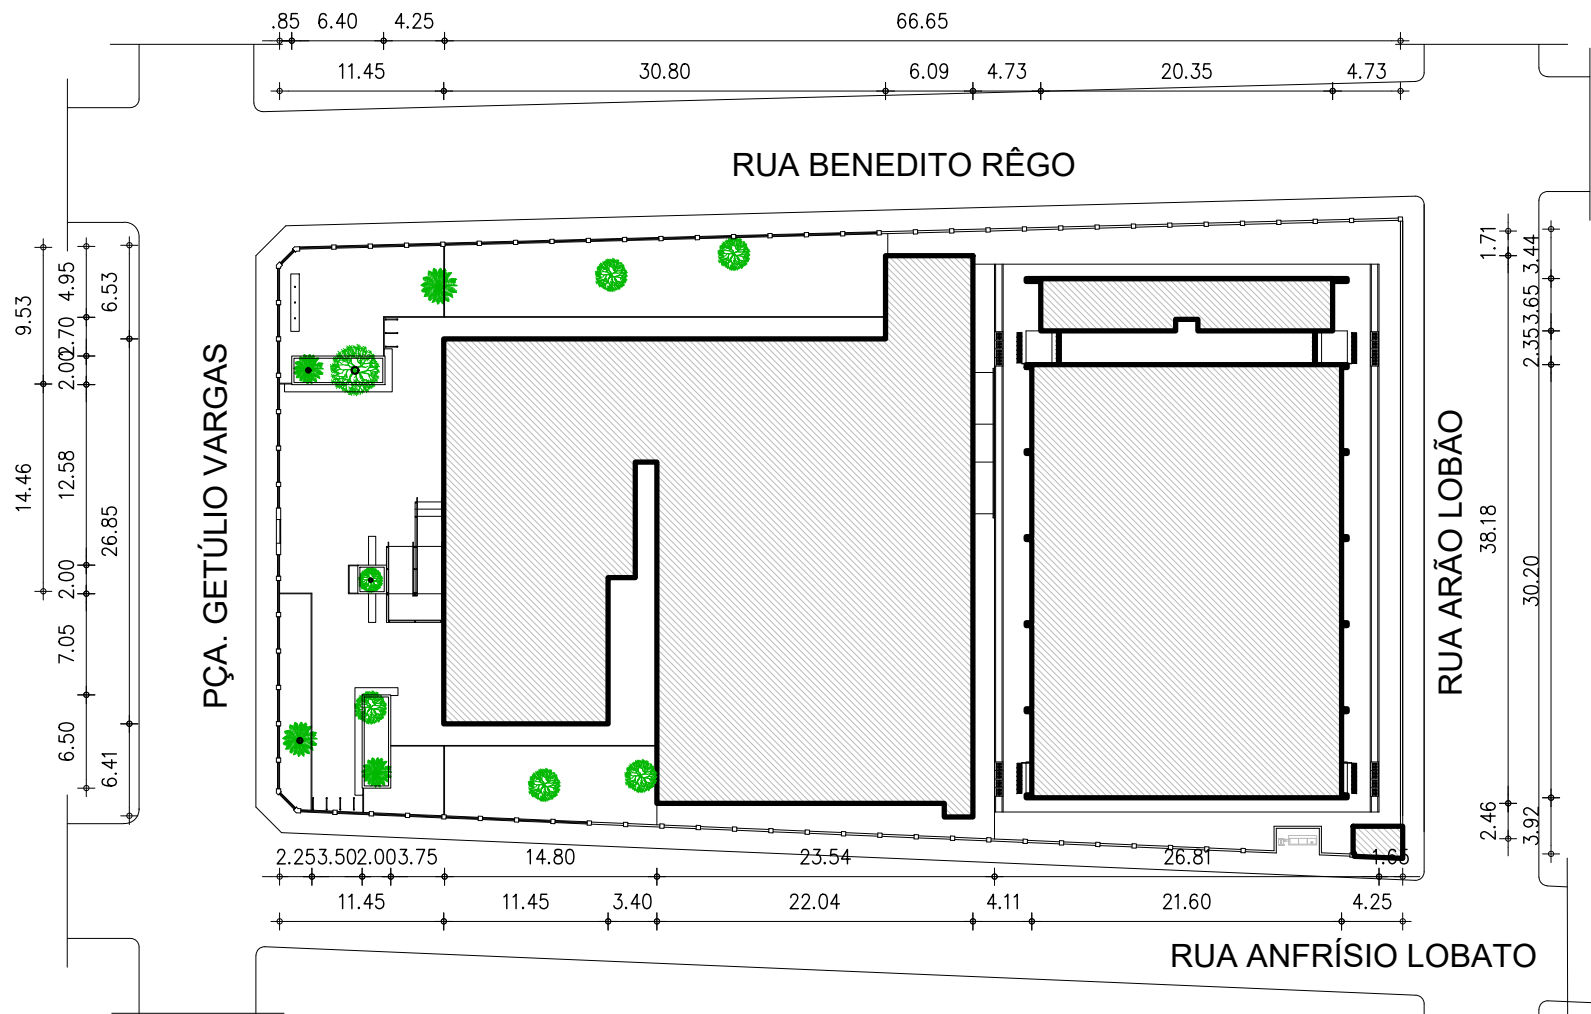 .85 6.40 4.25 66.65
11.45 30.80 6.09 4.73 20.35 4.73
RUA BENEDITO RÊGO
9.53 14.46
4.95 2.70 2.00 12.58 2.00 7.05 6.50
6.53 26.85 6.41
PÇA. GETÚLIO VARGAS
RUA ARÃO LOBÃO
1.71 38.18 2.46
3.44 3.65 2.35 30.20 3.92
2.25 3.50 2.00 3.75 14.80 23.54 26.81 1.65
11.45 11.45 3.40 22.04 4.11 21.60 4.25
RUA ANFRÍSIO LOBATO